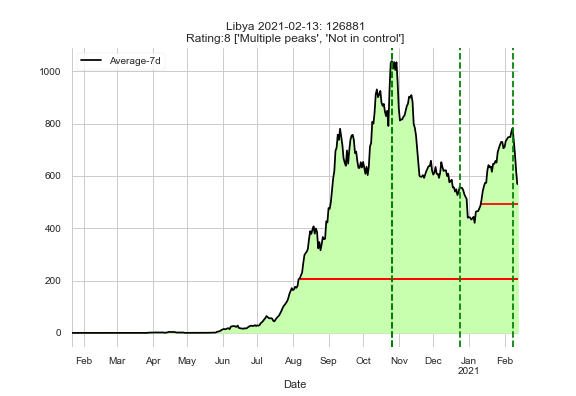 Libya 2021-02-13: 126881
Rating:8 ['Multiple peaks', 'Not in control']
Average-7d
1000
800
600
400
200
0
Feb Mar Apr May Jun Jul Aug Sep Oct Nov Dec Jan Feb
2021
Date